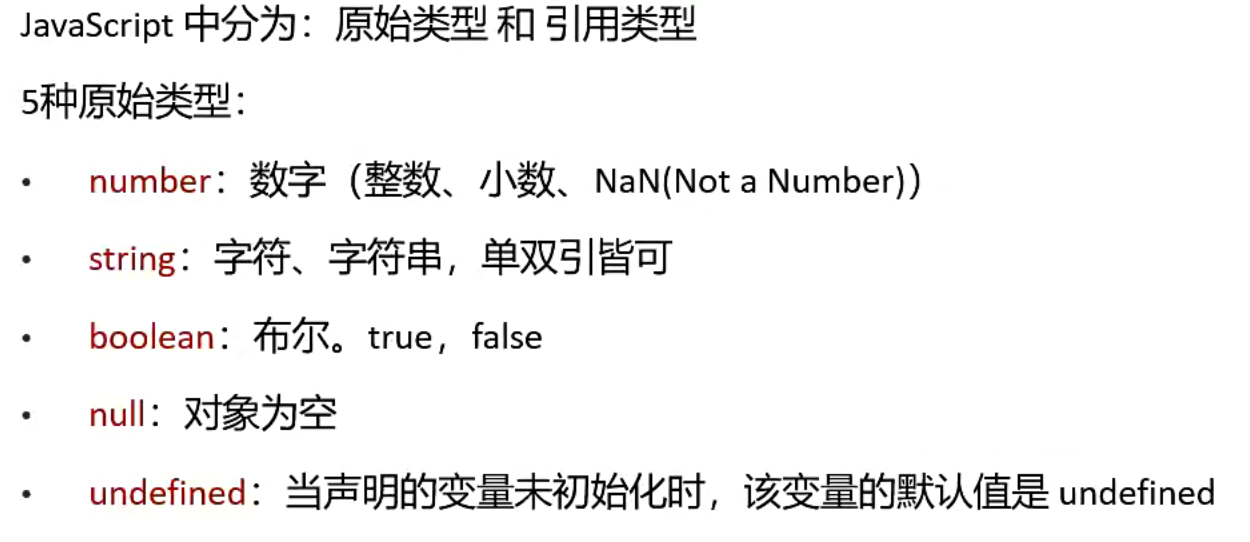 JavaScript 中分为：原始类型 和 引用类型
5种原始类型：
• number：数字（整数、小数、NaN(Not a Number)）
• string：字符、字符串，单双引皆可
• boolean：布尔。true，false
• null：对象为空
• undefined：当声明的变量未初始化时，该变量的默认值是 undefined